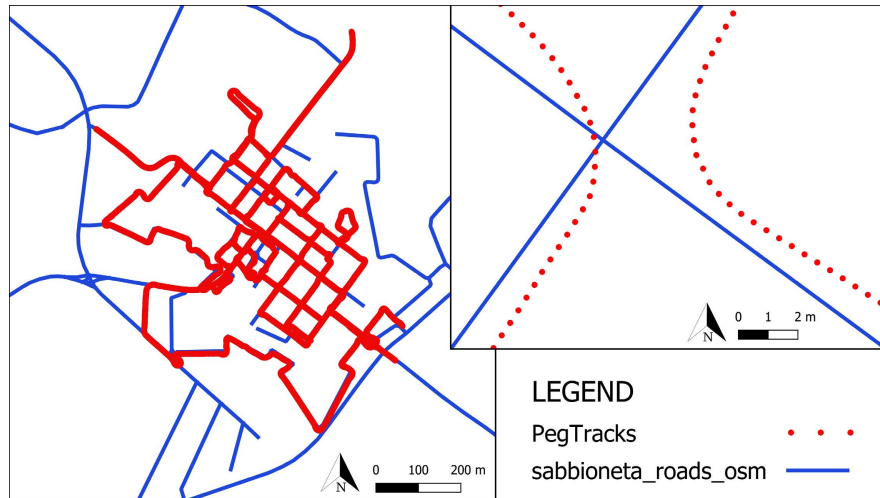 N
0 100 200 m
N
0 1 2 m
LEGEND
PegTracks
sabbioneta_roads_osm